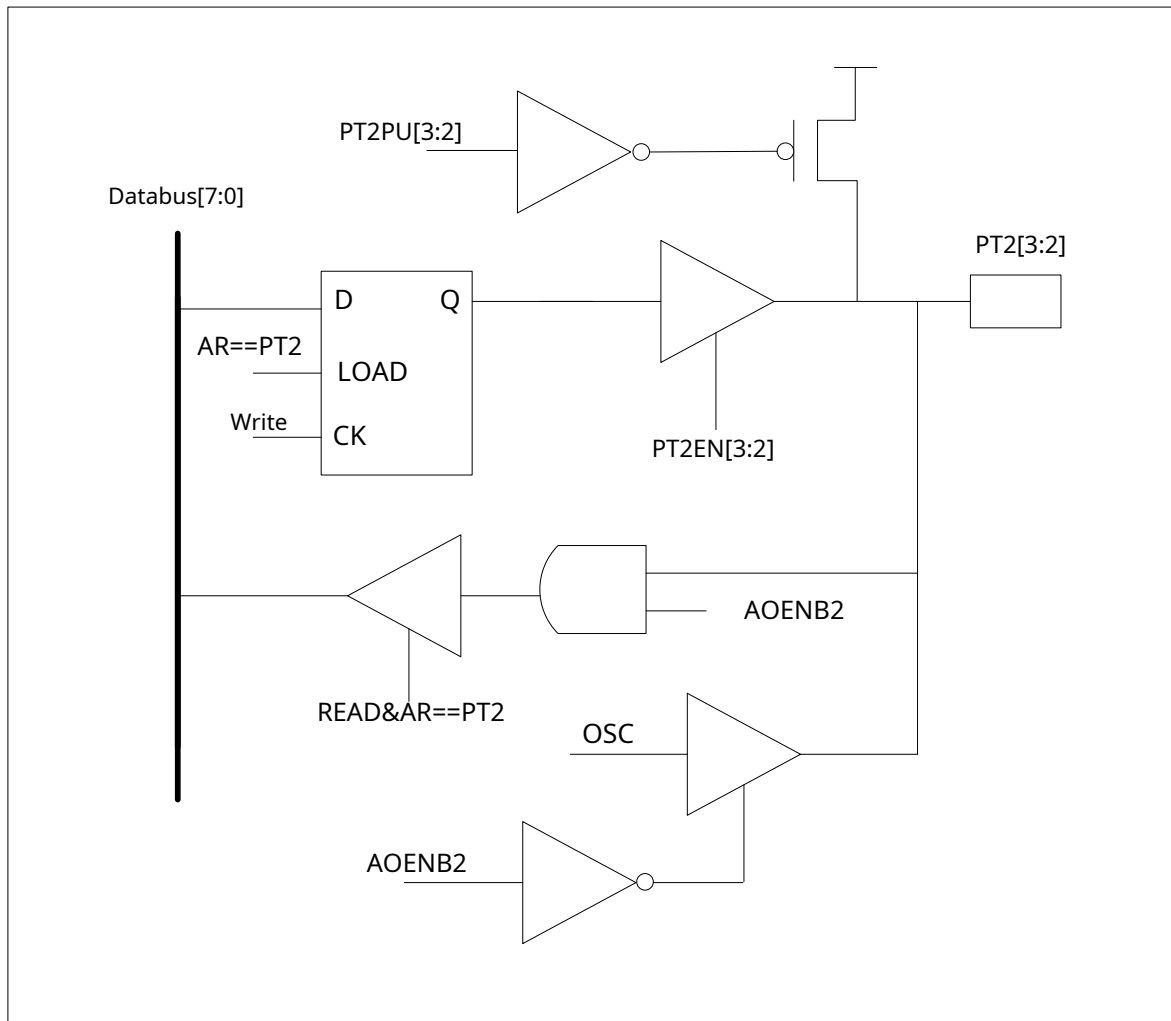 PT2PU[3:2]
Databus[7:0]
PT2[3:2]
D
Q
AR==PT2
LOAD
Write
CK
PT2EN[3:2]
AOENB2
READ&AR==PT2
OSC
AOENB2